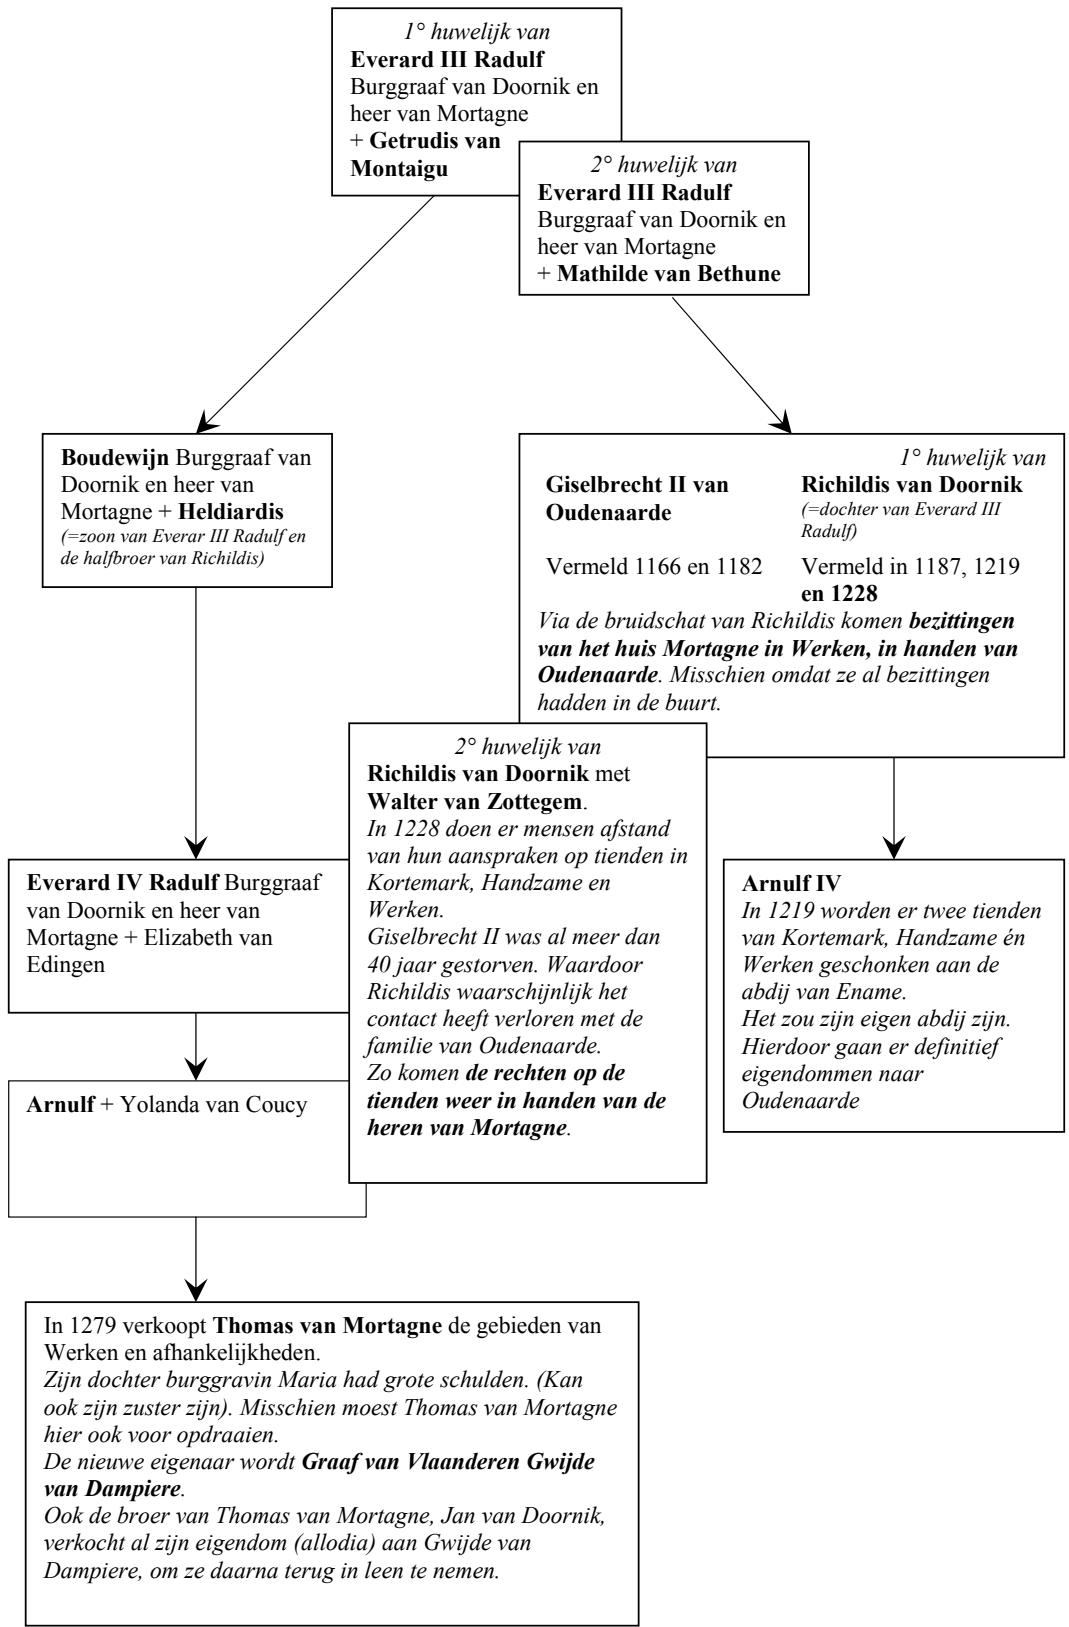 1° huwelijk van
Everard III Radulf
Burggraaf van Doornik en
heer van Mortagne
+ Getrudis van
Montaigu
2° huwelijk van
Everard III Radulf
Burggraaf van Doornik en
heer van Mortagne
+ Mathilde van Bethune
Boudewijn Burggraaf van
Doornik en heer van
Mortagne + Heldiardis
(=zoon van Everar III Radulf en
de halfbroer van Richildis)
1° huwelijk van
Giselbrecht II van
Oudenaarde
Richildis van Doornik
(=dochter van Everard III
Radulf)
Vermeld 1166 en 1182
Vermeld in 1187, 1219
en 1228
Via de bruidschat van Richildis komen bezittingen
van het huis Mortagne in Werken, in handen van
Oudenaarde. Misschien omdat ze al bezittingen
hadden in de buurt.
2° huwelijk van
Richildis van Doornik met
Walter van Zottegem.
In 1228 doen er mensen afstand
van hun aanspraken op tienden in
Kortemark, Handzame en
Werken.
Giselbrecht II was al meer dan
40 jaar gestorven. Waardoor
Richildis waarschijnlijk het
contact heeft verloren met de
familie van Oudenaarde.
Zo komen de rechten op de
tienden weer in handen van de
heren van Mortagne.
Everard IV Radulf Burggraaf
van Doornik en heer van
Mortagne + Elizabeth van
Edingen
Arnulf IV
In 1219 worden er twee tienden
van Kortemark, Handzame én
Werken geschonken aan de
abdij van Ename.
Het zou zijn eigen abdij zijn.
Hierdoor gaan er definitief
eigendommen naar
Oudenaarde
Arnulf + Yolanda van Coucy
In 1279 verkoopt Thomas van Mortagne de gebieden van
Werken en afhankelijkheden.
Zijn dochter burggravin Maria had grote schulden. (Kan
ook zijn zuster zijn). Misschien moest Thomas van Mortagne
hier ook voor opdraaien.
De nieuwe eigenaar wordt Graaf van Vlaanderen Gwijde
van Dampiere.
Ook de broer van Thomas van Mortagne, Jan van Doornik,
verkocht al zijn eigendom (allodia) aan Gwijde van
Dampiere, om ze daarna terug in leen te nemen.